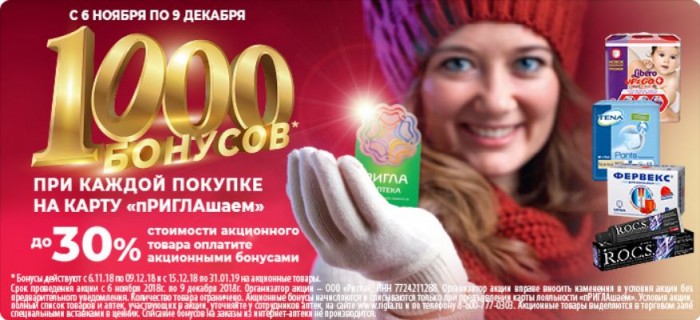 С 6 НОЯБРЯ ПО 9 ДЕКАБРЯ
1000
БОНУСОВ*
ПРИ КАЖДОЙ ПОКУПКЕ
НА КАРТУ «пРИГЛАшаем»
до 30% стоимости акционного
товара оплатите
акционными бонусами
РИГЛА
АПТЕКА
Libero
UP&GO
TENA
Pants
ФЕРВЕКС
R.O.C.S.
R.O.C.S.
* Бонусы действуют с 6.11.18 по 09.12.18 и с 15.12.18 по 31.01.19 на акционные товары.
Срок проведения акции с 6 ноября 2018г. по 9 декабря 2018г. Организатор акции – ООО «Ригла», ИНН 7724211288. Организатор акции вправе вносить изменения в условия акции без
предварительного уведомления. Количество товара ограничено. Акционные бонусы начисляются и списываются только при предъявлении карты лояльности «пРИГЛАшаем». Условия акции,
полный список товаров и аптек, участвующих в акции, уточняйте у сотрудников аптек, на сайте www.rigla.ru и по телефону 8-800-777-0303. Акционные товары выделяются в торговом зале
специальными вставками в ценник. Списание бонусов на заказы из интернет-аптеки не производится.